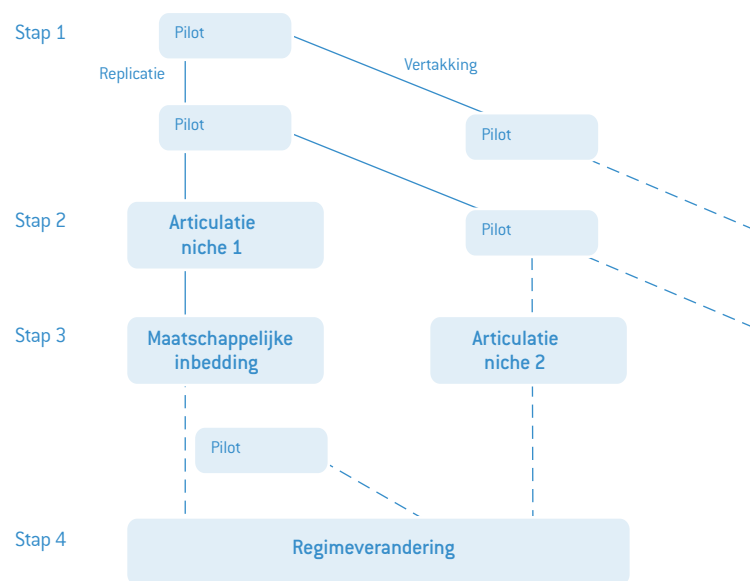 Stap 1
Pilot
Vertakking
Replicatie
Pilot
Pilot
Stap 2
Articulatie
niche 1
Pilot
Stap 3
Maatschappelijke
inbedding
Articulatie
niche 2
Pilot
Stap 4
Regimeverandering